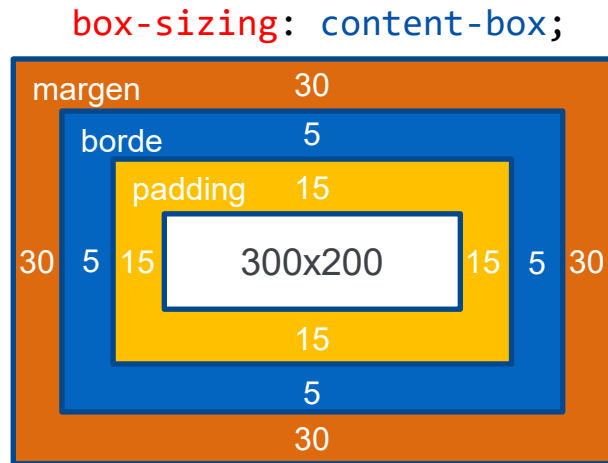 box-sizing: content-box;
margen 30
borde 5
padding 15
30 5 15 300x200 15 5 30
15
5
30